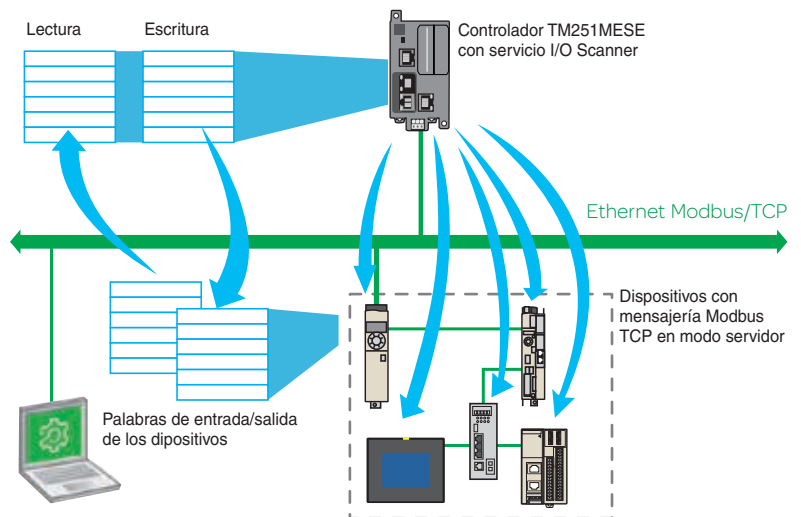 Lectura
Escritura
Controlador TM251MESE
con servicio I/O Scanner
Ethernet Modbus/TCP
Dispositivos con
mensajería Modbus
TCP en modo servidor
Palabras de entrada/salida
de los dipositivos